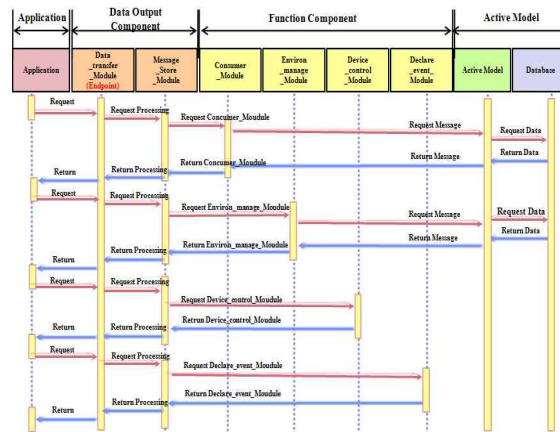 Application
Data Output
Component
Function Component
Active Model
Application
Data
_transfer
_Module
(Endpoint)
Message
_Store
_Module
Consumer
_Module
Environ
_manage_
Module
Device
_control_
Module
Declare
_event_
Module
Active Model
Database
Request
Request Processing
Request Concumer_Moudule
Request Message
Request Data
Return Data
Return Message
Return Concumer_Moudule
Return Processing
Return
Request
Request Processing
Request Environ_manage_Moudule
Request Message
Request Data
Return Data
Return Message
Return Environ_manage_Moudule
Return Processing
Return
Request
Request Processing
Request Device_control_Moudule
Retrun Device_control_Moudule
Return Processing
Return
Request
Request Processing
Request Declare_event_Moudule
Return Declare_event_Moudule
Return Processing
Return